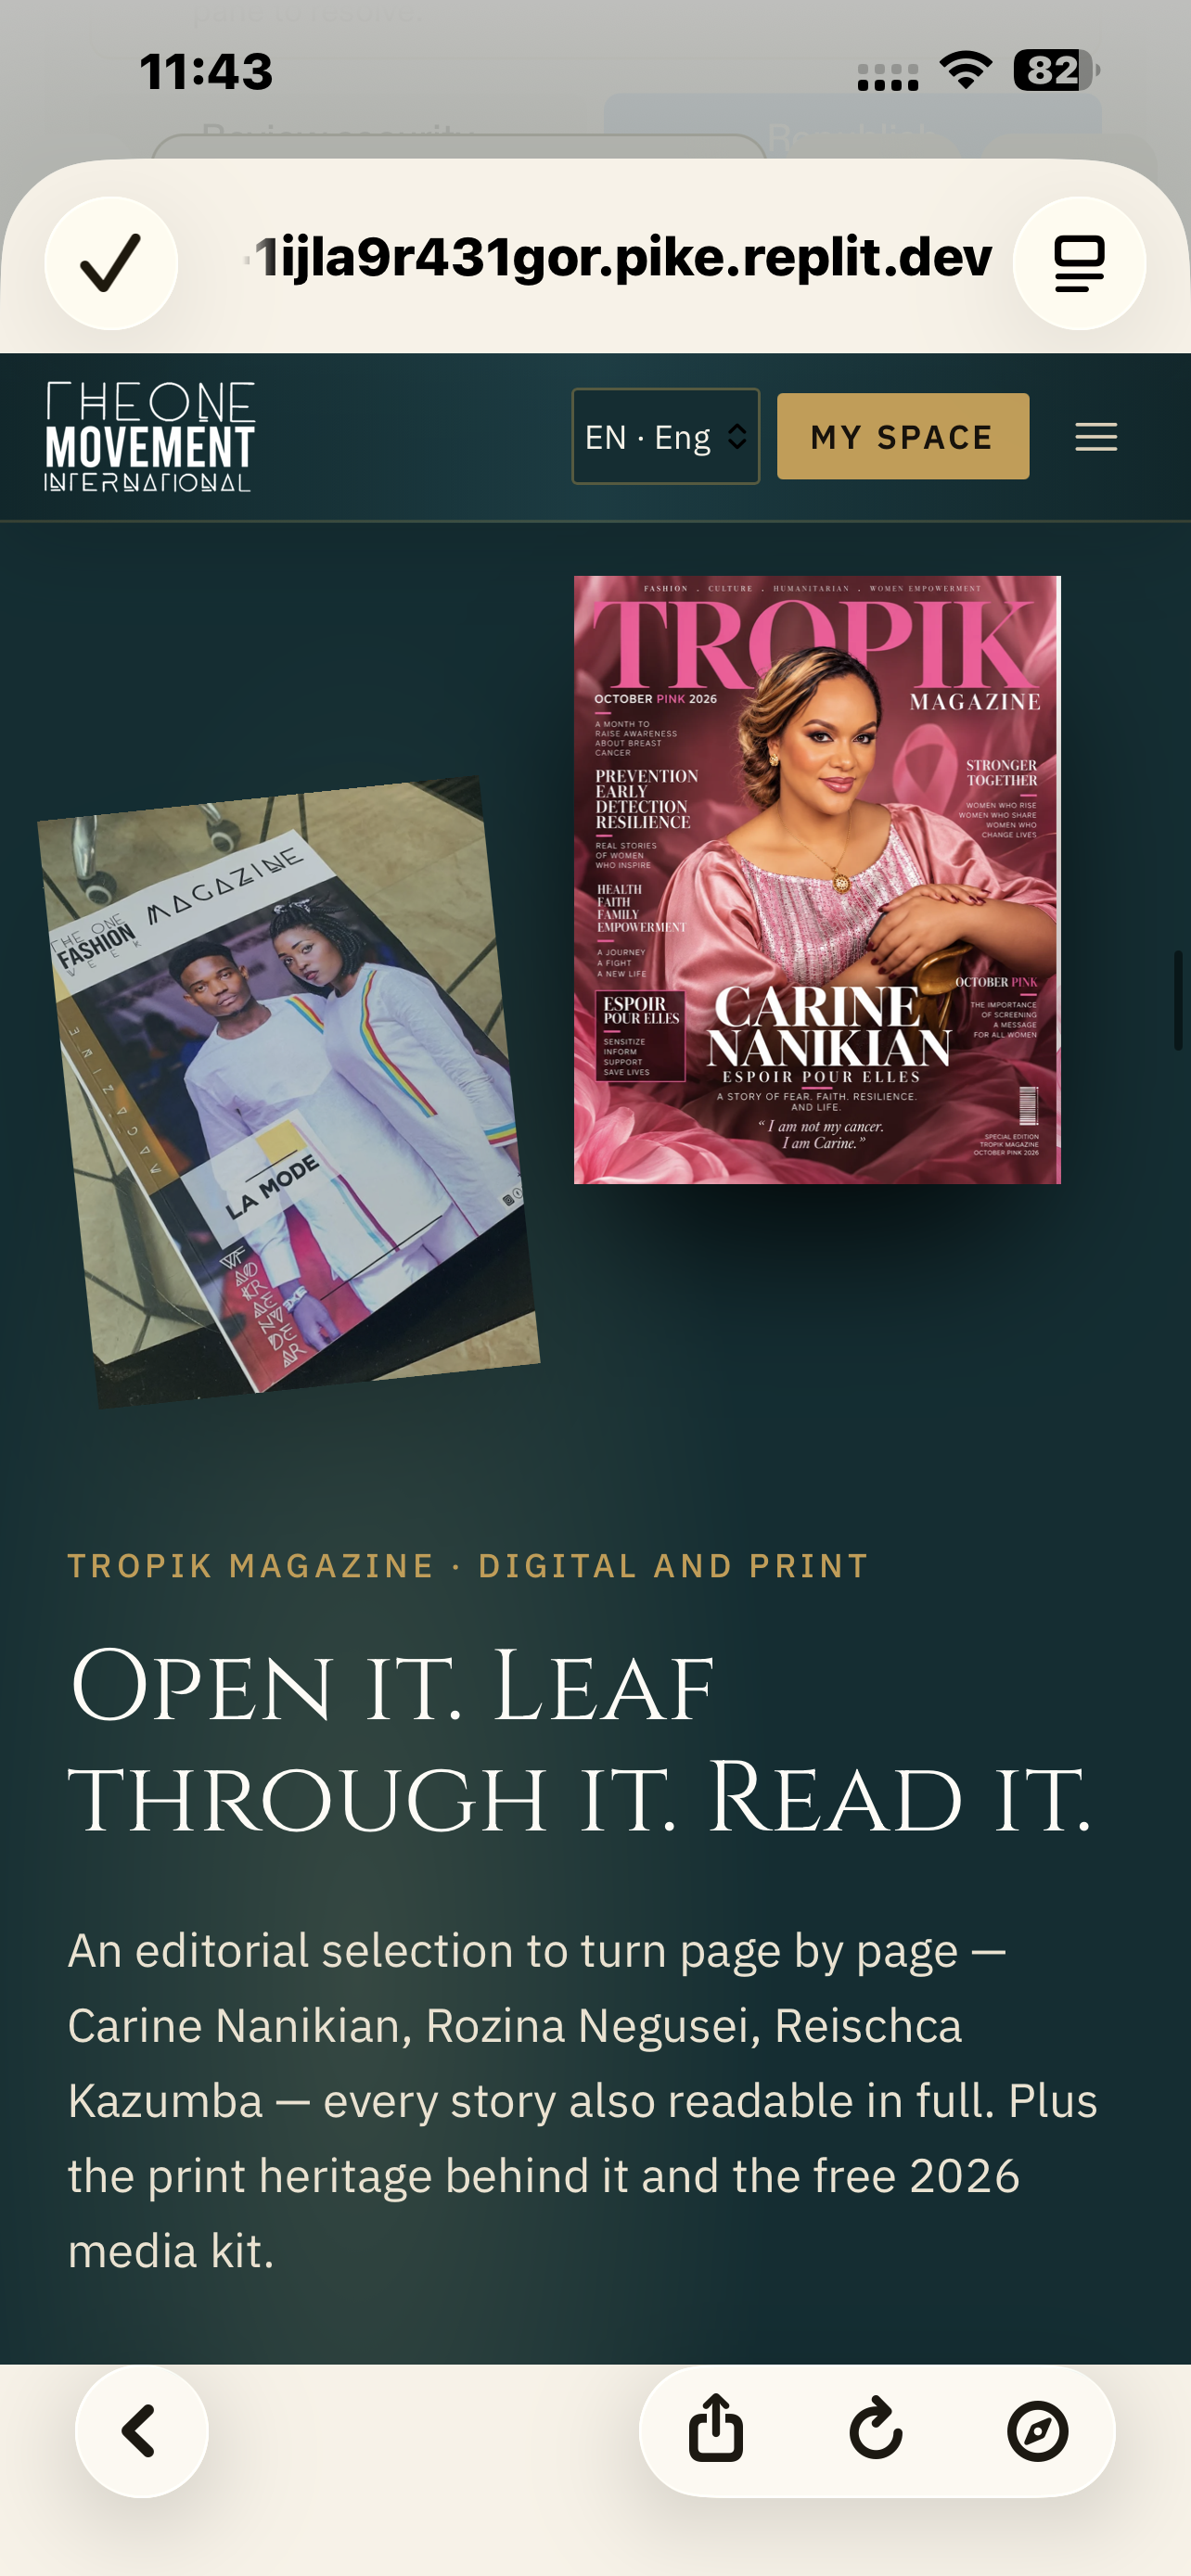 11:43
82
1ijla9r431gor.pike.replit.dev
THE ONE
MOVEMENT
INTERNATIONAL
EN · Eng
MY SPACE
FASHION . CULTURE . HUMANITARIAN . WOMEN EMPOWERMENT
TROPIK
MAGAZINE
OCTOBER PINK 2026
A MONTH TO
RAISE AWARENESS
ABOUT BREAST
CANCER
PREVENTION
EARLY
DETECTION
RESILIENCE
REAL STORIES
OF WOMEN
WHO INSPIRE
HEALTH
FAITH
FAMILY
EMPOWERMENT
A JOURNEY
A FIGHT
A NEW LIFE
ESPOIR
POUR ELLES
SENSITIZE
INFORM
SUPPORT
SAVE LIVES
STRONGER
TOGETHER
WOMEN WHO RISE
WOMEN WHO SHARE
WOMEN WHO
CHANGE LIVES
OCTOBER PINK
THE IMPORTANCE
OF SCREENING
A MESSAGE
FOR ALL WOMEN
CARINE
NANIKIAN
ESPOIR POUR ELLES
A STORY OF FEAR. FAITH. RESILIENCE.
AND LIFE.
“ I am not my cancer.
I am Carine.”
SPECIAL EDITION
TROPIK MAGAZINE
OCTOBER PINK 2026
THE ONE
FASHION
WEEK
MAGAZINE
MAGAZINE
LA MODE
TROPIK MAGAZINE · DIGITAL AND PRINT
Open it. Leaf
through it. Read it.
An editorial selection to turn page by page —
Carine Nanikian, Rozina Negusei, Reischca
Kazumba — every story also readable in full. Plus
the print heritage behind it and the free 2026
media kit.